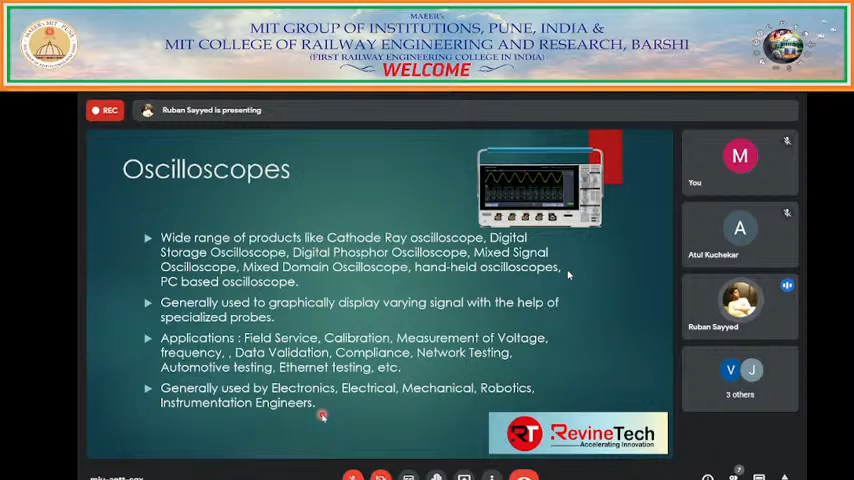 MAEER's
MIT GROUP OF INSTITUTIONS, PUNE, INDIA &
MIT COLLEGE OF RAILWAY ENGINEERING AND RESEARCH, BARSHI
(FIRST RAILWAY ENGINEERING COLLEGE IN INDIA)
WELCOME
REC
Ruban Sayyed is presenting
Oscilloscopes
Wide range of products like Cathode Ray oscilloscope, Digital
Storage Oscilloscope, Digital Phosphor Oscilloscope, Mixed Signal
Oscilloscope, Mixed Domain Oscilloscope, hand-held oscilloscopes,
PC based oscilloscope.
Generally used to graphically display varying signal with the help of
specialized probes.
Applications : Field Service, Calibration, Measurement of Voltage,
frequency, , Data Validation, Compliance, Network Testing,
Automotive testing, Ethernet testing, etc.
Generally used by Electronics, Electrical, Mechanical, Robotics,
Instrumentation Engineers.
RT
RevineTech
Accelerating Innovation
M
You
A
Atul Kuchekar
Ruban Sayyed
V
J
3 others
7